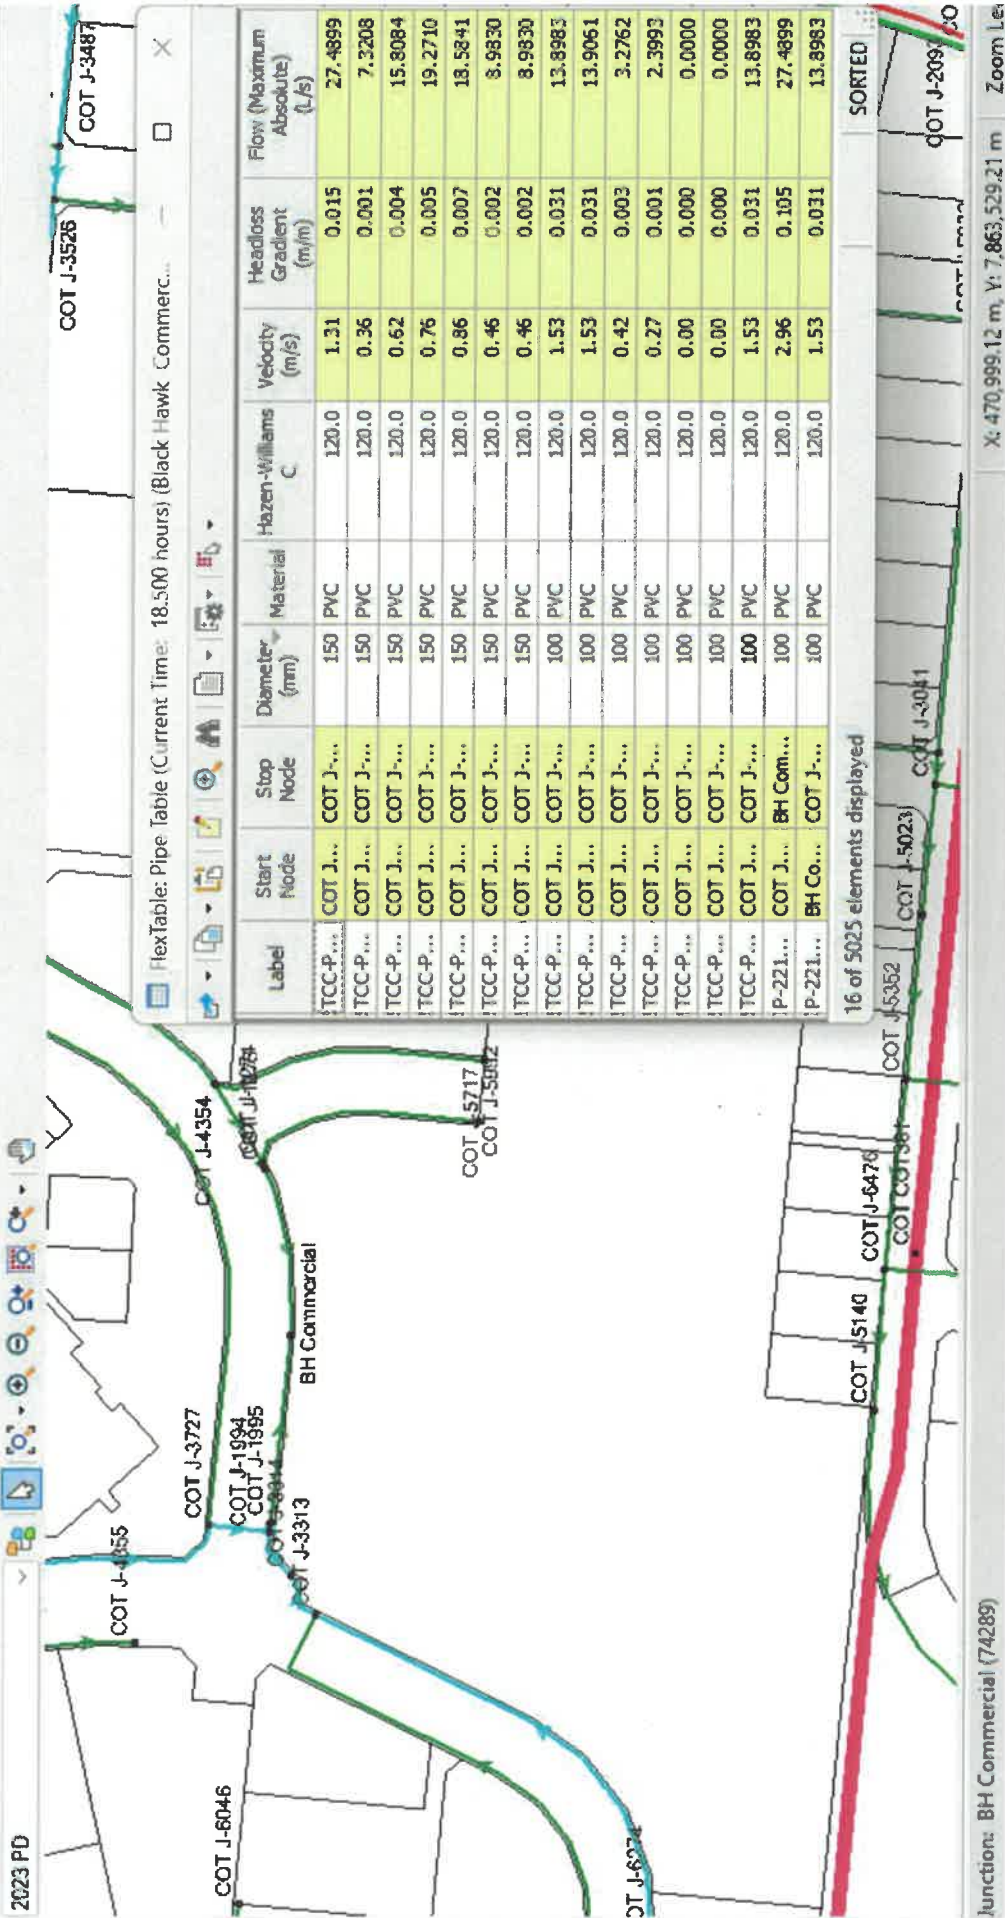 2023 PD
COT J-3487
COT J-3526
COT J-4355
COT J-6046
COT J-3727
COT J-1994
COT J-1995
COT J-3313
BH Commercial
COT J-4354
COT J-5717
COT J-5140
COT J-6476
COT J-5352
COT J-5023
COT J-3041
COT J-2093
CO
FlexTable: Pipe Table (Current Time: 18.500 hours) (Black Hawk Commerc...
Label Start Node Stop Node Diameter (mm) Material Hazen-Williams C Velocity (m/s) Headloss Gradient (m/m) Flow (Maximum Absolute) (L/s)
TCC-P... COT J... COT J-... 150 PVC 120.0 1.31 0.015 27.4899
TCC-P... COT J... COT J-... 150 PVC 120.0 0.36 0.001 7.3208
TCC-P... COT J... COT J-... 150 PVC 120.0 0.62 0.004 15.8084
TCC-P... COT J... COT J-... 150 PVC 120.0 0.76 0.005 19.2710
TCC-P... COT J... COT J-... 150 PVC 120.0 0.86 0.007 18.5841
TCC-P... COT J... COT J-... 150 PVC 120.0 0.46 0.002 8.9830
TCC-P... COT J... COT J-... 150 PVC 120.0 0.46 0.002 8.9830
TCC-P... COT J... COT J-... 100 PVC 120.0 1.53 0.031 13.8983
TCC-P... COT J... COT J-... 100 PVC 120.0 1.53 0.031 13.9061
TCC-P... COT J... COT J-... 100 PVC 120.0 0.42 0.003 3.2762
TCC-P... COT J... COT J-... 100 PVC 120.0 0.27 0.001 2.3993
TCC-P... COT J... COT J-... 100 PVC 120.0 0.00 0.000 0.0000
TCC-P... COT J... COT J-... 100 PVC 120.0 0.00 0.000 0.0000
TCC-P... COT J... COT J-... 100 PVC 120.0 1.53 0.031 13.8983
P-221... COT J... BH Com... 100 PVC 120.0 2.96 0.105 27.4899
P-221... BH Co... COT J-... 100 PVC 120.0 1.53 0.031 13.8983
16 of 5025 elements displayed
SORTED
Junction: BH Commercial (74289)
X: 470,999.12 m, Y: 7,863,529.21 m
Zoom Le